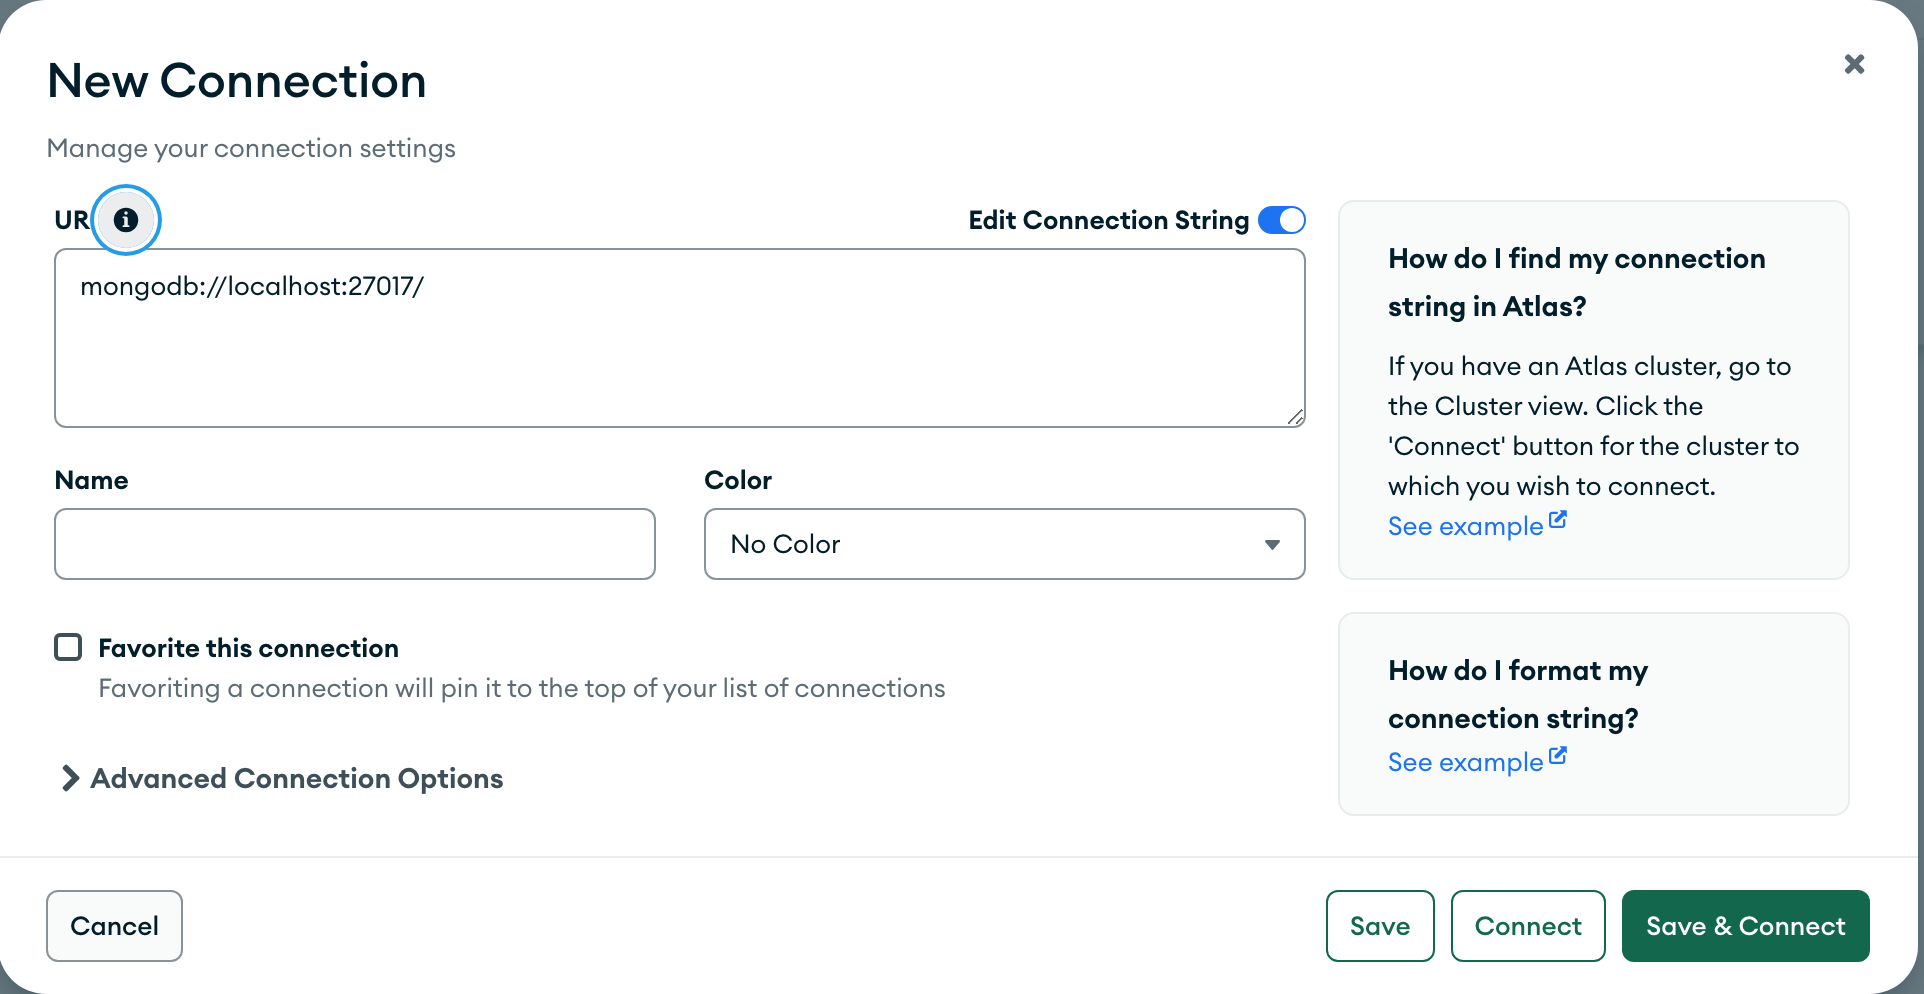 New Connection
Manage your connection settings
UR
Edit Connection String
mongodb://localhost:27017/
Name
Color
No Color
Favorite this connection
Favoriting a connection will pin it to the top of your list of connections
Advanced Connection Options
How do I find my connection
string in Atlas?
If you have an Atlas cluster, go to
the Cluster view. Click the
'Connect' button for the cluster to
which you wish to connect.
See example
How do I format my
connection string?
See example
Cancel
Save
Connect
Save & Connect